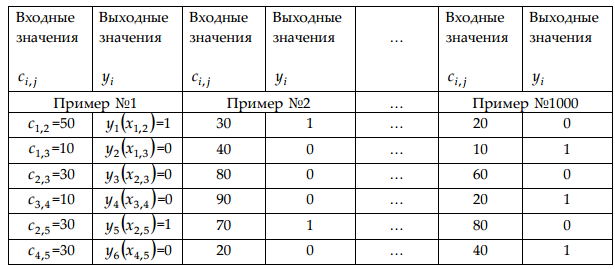 Входные Выходные Входные Выходные Входные Выходные
значения значения значения значения … значения значения
c_{i,j} y_i c_{i,j} y_i c_{i,j} y_i
Пример №1 Пример №2 … Пример №1000
c_{1,2}=50 y_1(x_{1,2})=1 30 1 … 20 0
c_{1,3}=10 y_2(x_{1,3})=0 40 0 … 10 1
c_{2,3}=30 y_3(x_{2,3})=0 80 0 … 60 0
c_{3,4}=10 y_4(x_{3,4})=0 90 0 … 20 1
c_{2,5}=30 y_5(x_{2,5})=1 70 1 … 80 0
c_{4,5}=30 y_6(x_{4,5})=0 20 0 … 40 1